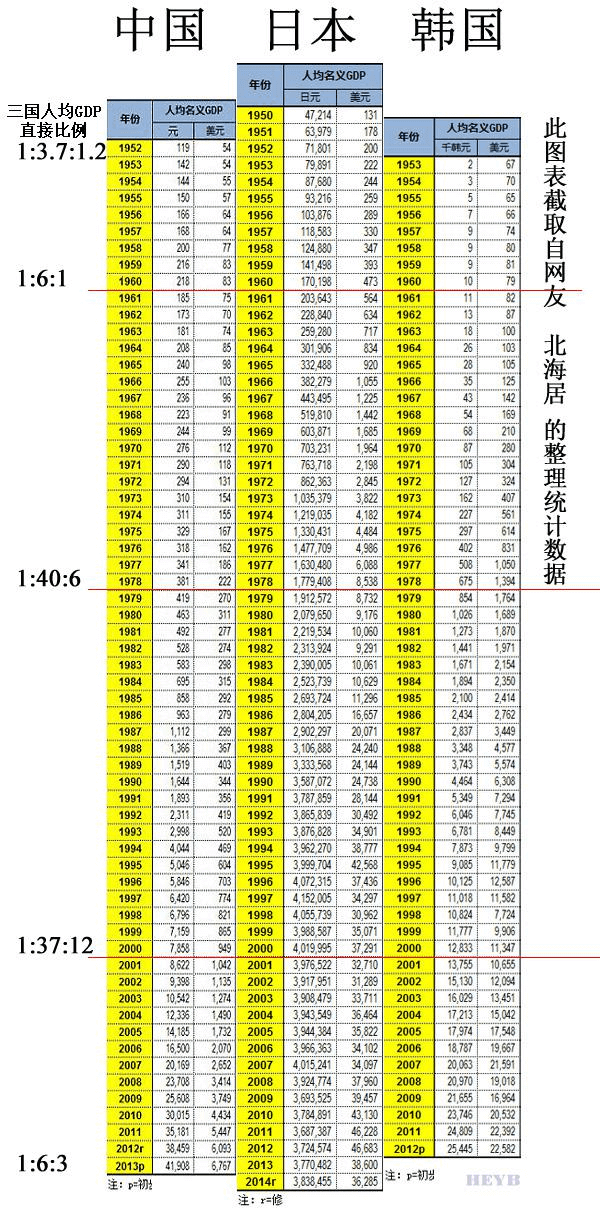 中国 日本 韩国
三国人均GDP
直接比例
此图表截取自网友 北海居 的整理统计数据
年份 人均名义GDP 年份 人均名义GDP 年份 人均名义GDP
元 美元 日元 美元 千韩元 美元
1950 47,214 131
1951 63,979 178
1:3.7:1.2 1952 119 54 1952 71,801 200
1953 142 54 1953 79,891 222 1953 2 67
1954 144 55 1954 87,680 244 1954 3 70
1955 150 57 1955 93,216 259 1955 5 65
1956 166 64 1956 103,876 289 1956 7 66
1957 168 64 1957 118,583 330 1957 9 74
1958 200 77 1958 124,880 347 1958 9 80
1959 216 83 1959 141,498 393 1959 9 81
1:6:1 1960 218 83 1960 170,198 473 1960 10 79
1961 185 75 1961 203,643 564 1961 11 82
1962 173 70 1962 228,840 634 1962 13 87
1963 181 74 1963 259,280 717 1963 18 100
1964 208 85 1964 301,906 834 1964 26 103
1965 240 98 1965 332,488 920 1965 28 105
1966 255 103 1966 382,279 1,055 1966 35 125
1967 236 96 1967 443,495 1,225 1967 43 142
1968 223 91 1968 519,810 1,442 1968 54 169
1969 244 99 1969 603,871 1,685 1969 68 210
1970 276 112 1970 703,231 1,964 1970 87 280
1971 290 118 1971 763,718 2,198 1971 105 304
1972 294 131 1972 862,363 2,845 1972 127 324
1973 310 154 1973 1,035,379 3,822 1973 162 407
1974 311 155 1974 1,219,035 4,182 1974 227 561
1975 329 167 1975 1,330,431 4,484 1975 297 614
1976 318 162 1976 1,477,709 4,986 1976 402 831
1977 341 186 1977 1,630,480 6,088 1977 508 1,050
1:40:6 1978 381 222 1978 1,779,408 8,538 1978 675 1,394
1979 419 270 1979 1,912,572 8,732 1979 854 1,764
1980 463 311 1980 2,079,650 9,176 1980 1,026 1,689
1981 492 277 1981 2,219,534 10,060 1981 1,273 1,870
1982 528 274 1982 2,313,924 9,291 1982 1,441 1,971
1983 583 298 1983 2,390,005 10,061 1983 1,671 2,154
1984 695 315 1984 2,523,739 10,629 1984 1,894 2,350
1985 858 292 1985 2,693,724 11,296 1985 2,100 2,414
1986 963 279 1986 2,804,205 16,657 1986 2,434 2,762
1987 1,112 299 1987 2,902,297 20,071 1987 2,837 3,449
1988 1,366 367 1988 3,106,888 24,240 1988 3,348 4,577
1989 1,519 403 1989 3,333,568 24,144 1989 3,743 5,574
1990 1,644 344 1990 3,587,072 24,738 1990 4,464 6,308
1991 1,893 356 1991 3,787,859 28,144 1991 5,349 7,294
1992 2,311 419 1992 3,865,839 30,492 1992 6,046 7,745
1993 2,998 520 1993 3,876,828 34,901 1993 6,781 8,449
1994 4,044 469 1994 3,962,270 38,777 1994 7,873 9,799
1995 5,046 604 1995 3,999,704 42,568 1995 9,085 11,779
1996 5,846 703 1996 4,072,315 37,436 1996 10,125 12,587
1997 6,420 774 1997 4,152,005 34,297 1997 11,018 11,582
1998 6,796 821 1998 4,055,739 30,962 1998 10,824 7,724
1999 7,159 865 1999 3,988,587 35,071 1999 11,777 9,906
1:37:12 2000 7,858 949 2000 4,019,995 37,291 2000 12,833 11,347
2001 8,622 1,042 2001 3,976,522 32,710 2001 13,755 10,655
2002 9,398 1,135 2002 3,917,951 31,289 2002 15,130 12,094
2003 10,542 1,274 2003 3,908,479 33,711 2003 16,029 13,451
2004 12,336 1,490 2004 3,943,549 36,464 2004 17,213 15,042
2005 14,185 1,732 2005 3,944,384 35,822 2005 17,974 17,548
2006 16,500 2,070 2006 3,966,363 34,102 2006 18,787 19,667
2007 20,169 2,652 2007 4,015,241 34,097 2007 20,063 21,591
2008 23,708 3,414 2008 3,924,774 37,960 2008 20,970 19,018
2009 25,608 3,749 2009 3,693,525 39,457 2009 21,655 16,964
2010 30,015 4,434 2010 3,784,891 43,130 2010 23,746 20,532
2011 35,181 5,447 2011 3,687,387 46,228 2011 24,809 22,392
2012r 38,459 6,093 2012 3,724,574 46,683 2012p 25,445 22,582
1:6:3 2013p 41,908 6,767 2013 3,770,482 38,600
2014r 3,838,455 36,285
注：p=初 注：r=修 注：p=初
HEYB